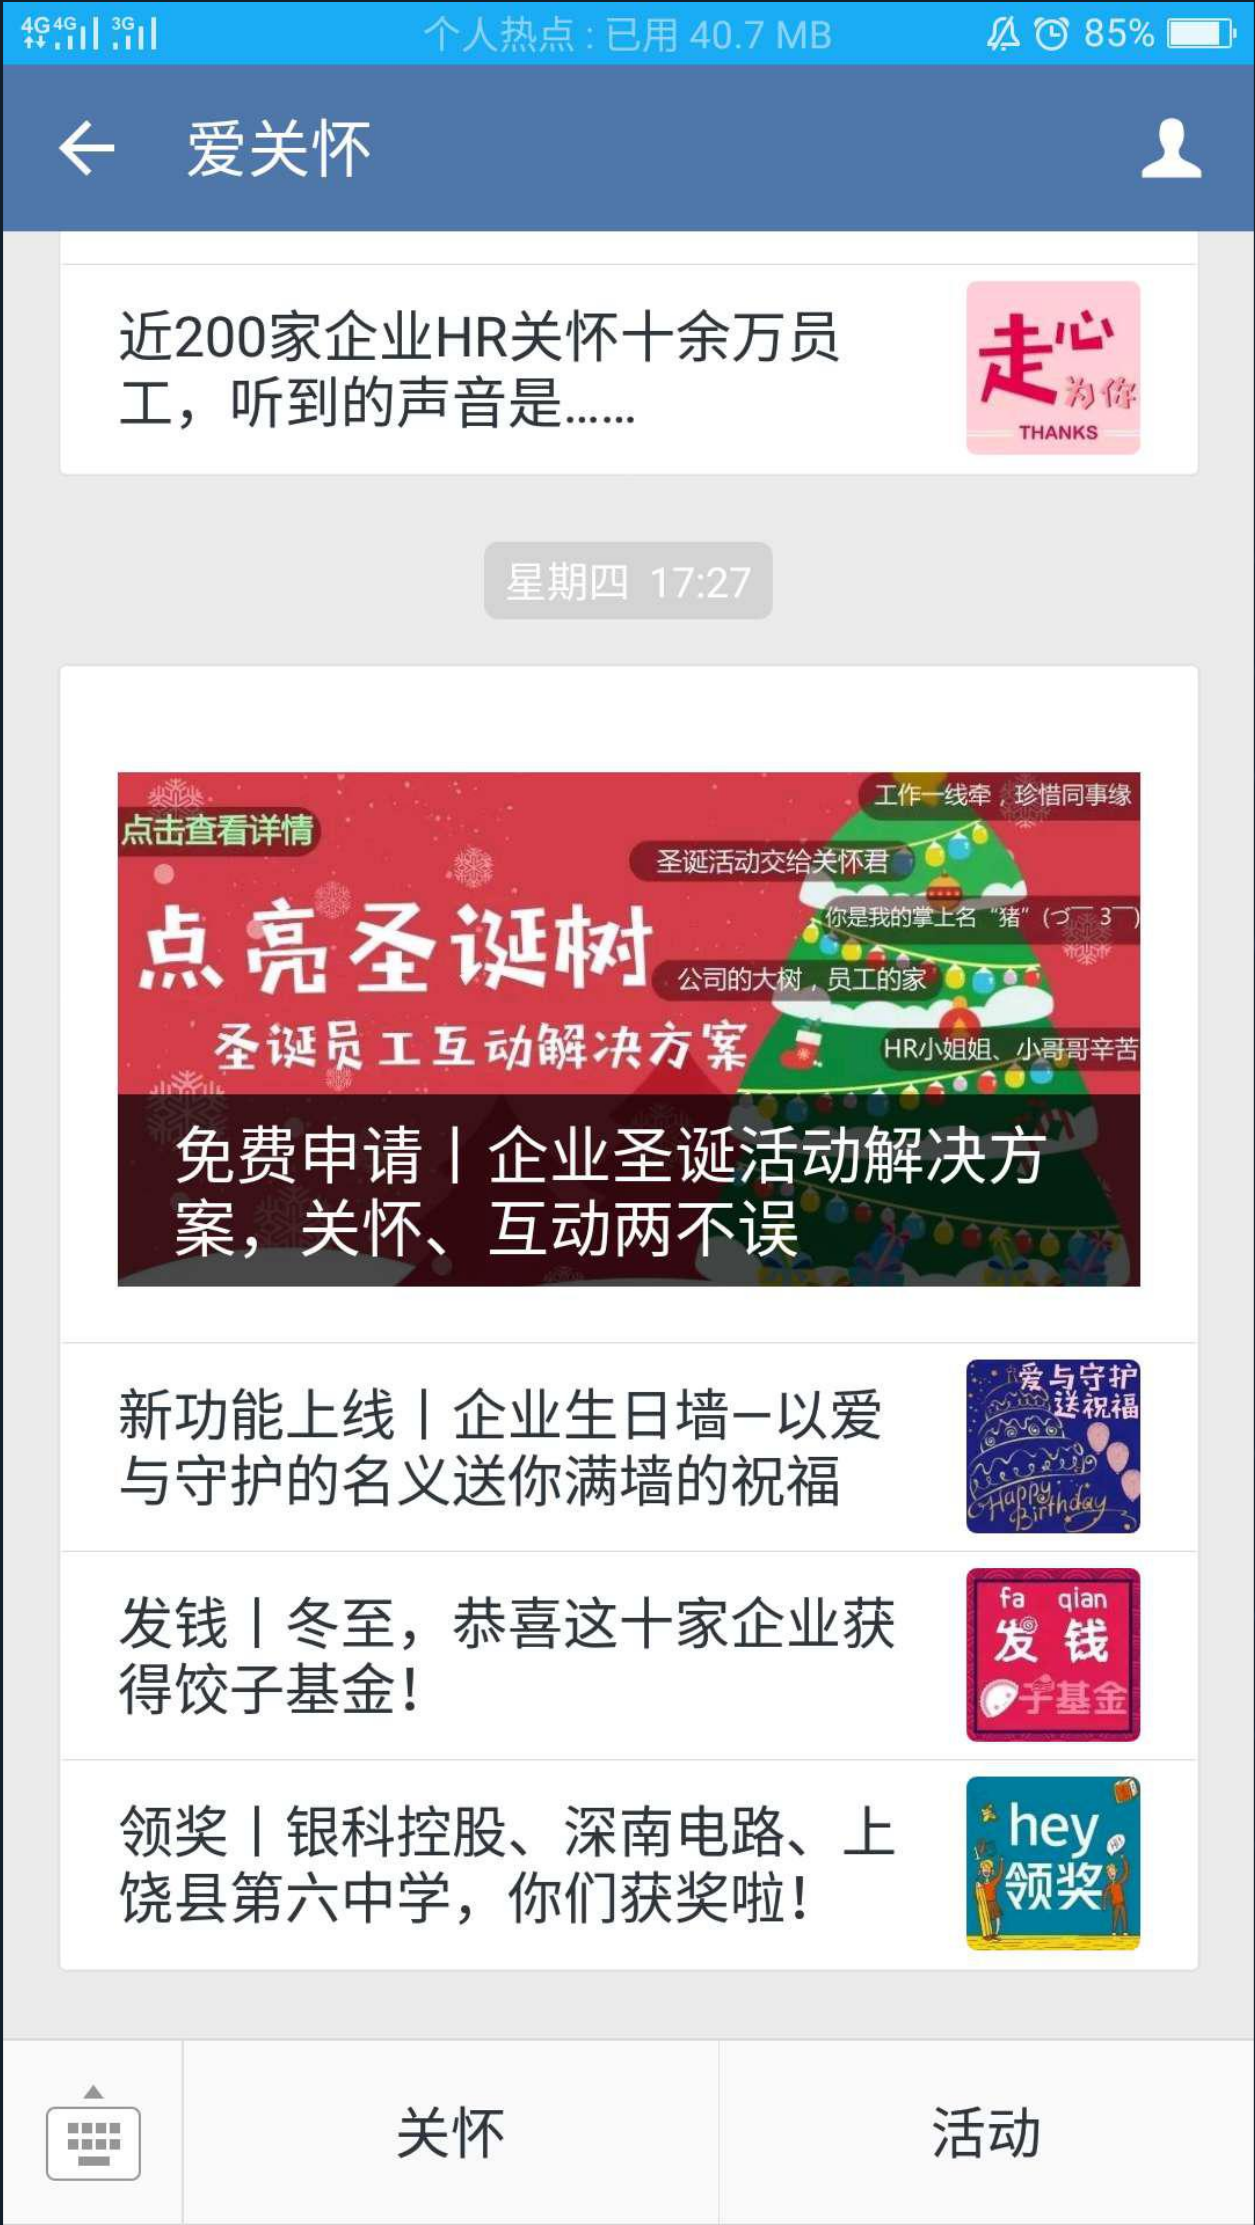 4G 4G 3G 个人热点 : 已用 40.7 MB 85%
爱关怀
近200家企业HR关怀十余万员
工，听到的声音是……
走心
为你
THANKS
星期四 17:27
点击查看详情
工作一线牵，珍惜同事缘
圣诞活动交给关怀君
你是我的掌上名“猪”(づ￣ 3￣)
点亮圣诞树
公司的大树，员工的家
圣诞员工互动解决方案
HR小姐姐、小哥哥辛苦
免费申请丨企业圣诞活动解决方
案，关怀、互动两不误
新功能上线丨企业生日墙—以爱
与守护的名义送你满墙的祝福
爱与守护
送祝福
Happy
Birthday
发钱丨冬至，恭喜这十家企业获
得饺子基金！
fa qian
发 钱
子基金
领奖丨银科控股、深南电路、上
饶县第六中学，你们获奖啦！
hey
领奖
关怀
活动